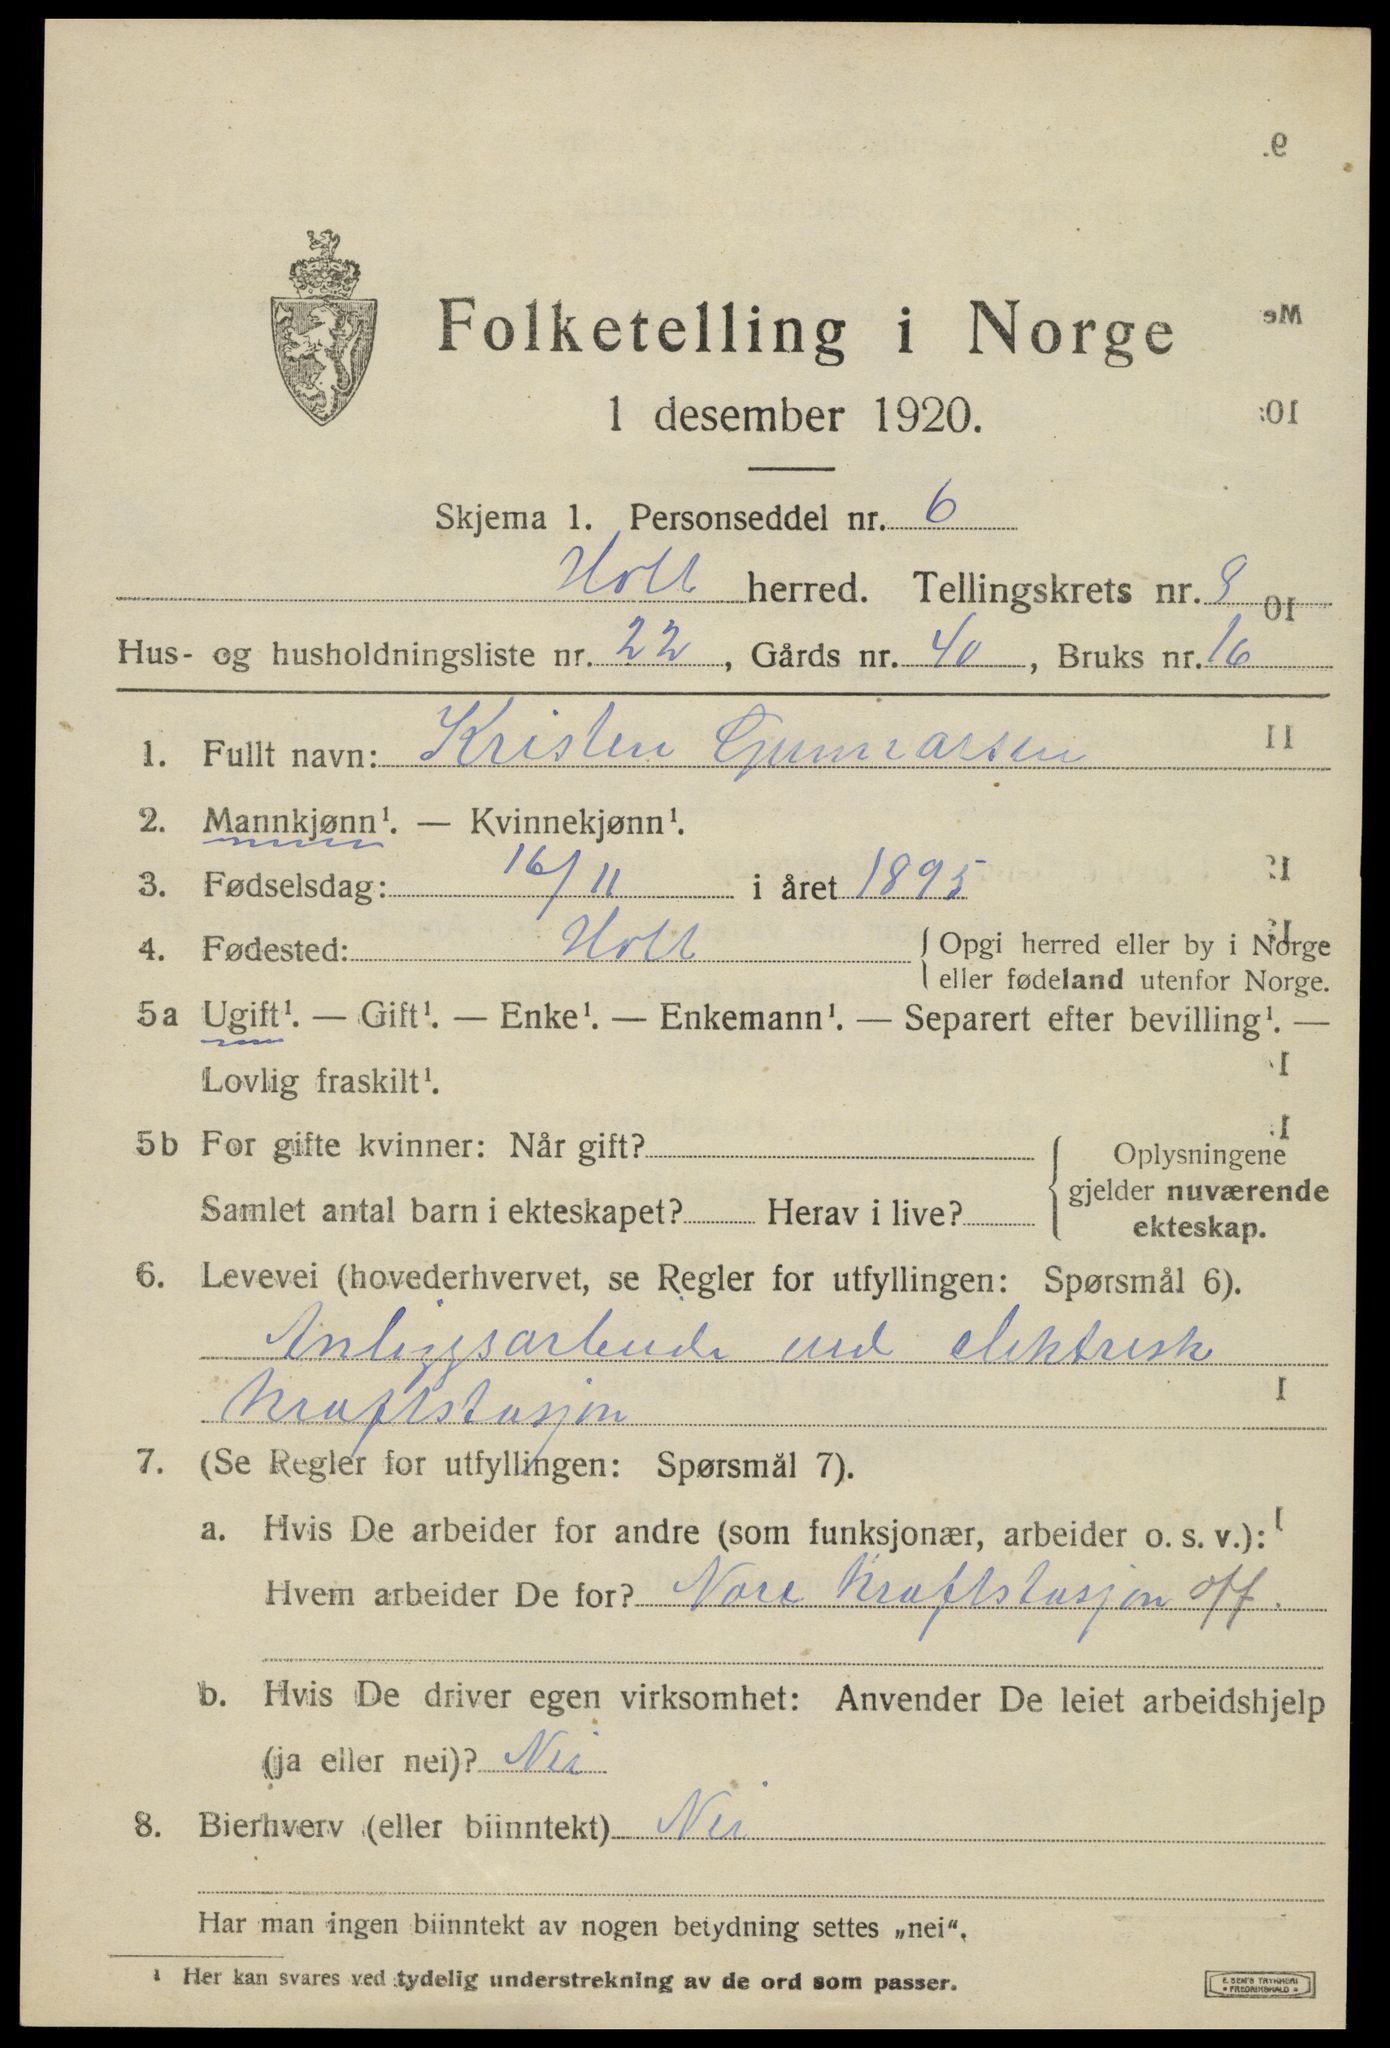 Folketelling i Norge
1 desember 1920.
Skjema 1. Personseddel nr. 6
Holt herred. Tellingskrets nr. 9
Hus- og husholdningsliste nr. 22, Gårds nr. 40, Bruks nr. 16
1. Fullt navn: Kristen Gunnarsen
2. Mannkjønn¹. — Kvinnekjønn¹.
3. Fødselsdag: 16/11 i året 1895
4. Fødested: Holt { Opgi herred eller by i Norge
eller fødeland utenfor Norge.
5a Ugift¹. — Gift¹. — Enke¹. — Enkemann¹. — Separert efter bevilling¹. —
Lovlig fraskilt¹.
5b For gifte kvinner: Når gift?
Samlet antal barn i ekteskapet? Herav i live?
{ Oplysningene
gjelder nuværende
ekteskap.
6. Levevei (hovederhvervet, se Regler for utfyllingen: Spørsmål 6).
Anleggsarbeide ved elektrisk
kraftstasjon
7. (Se Regler for utfyllingen: Spørsmål 7).
a. Hvis De arbeider for andre (som funksjonær, arbeider o. s. v.):
Hvem arbeider De for? Nore kraftstasjon off.
b. Hvis De driver egen virksomhet: Anvender De leiet arbeidshjelp
(ja eller nei)? Nei
8. Bierhverv (eller biinntekt) Nei
Har man ingen biinntekt av nogen betydning settes „nei“.
¹ Her kan svares ved tydelig understrekning av de ord som passer.
E. SEM'S TRYKKERI
FREDRIKSHALD